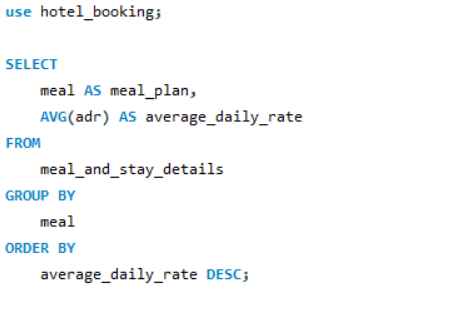 use hotel_booking;
SELECT
meal AS meal_plan,
AVG(adr) AS average_daily_rate
FROM
meal_and_stay_details
GROUP BY
meal
ORDER BY
average_daily_rate DESC;